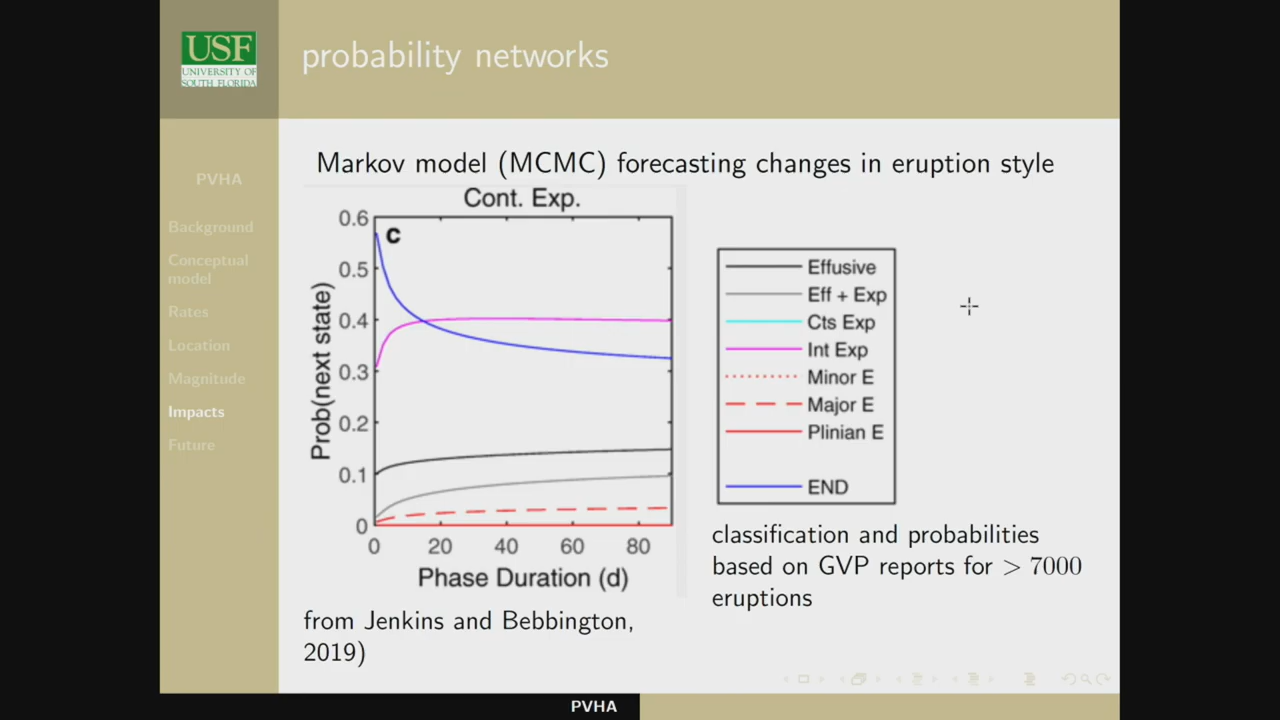 USF
UNIVERSITY OF
SOUTH FLORIDA
probability networks
PVHA
Background
Conceptual
model
Rates
Location
Magnitude
Impacts
Future
Markov model (MCMC) forecasting changes in eruption style
Cont. Exp.
c
Prob(next state)
0.6
0.5
0.4
0.3
0.2
0.1
0
0 20 40 60 80
Phase Duration (d)
Effusive
Eff + Exp
Cts Exp
Int Exp
Minor E
Major E
Plinian E
END
classification and probabilities
based on GVP reports for > 7000
eruptions
from Jenkins and Bebbington,
2019)
PVHA